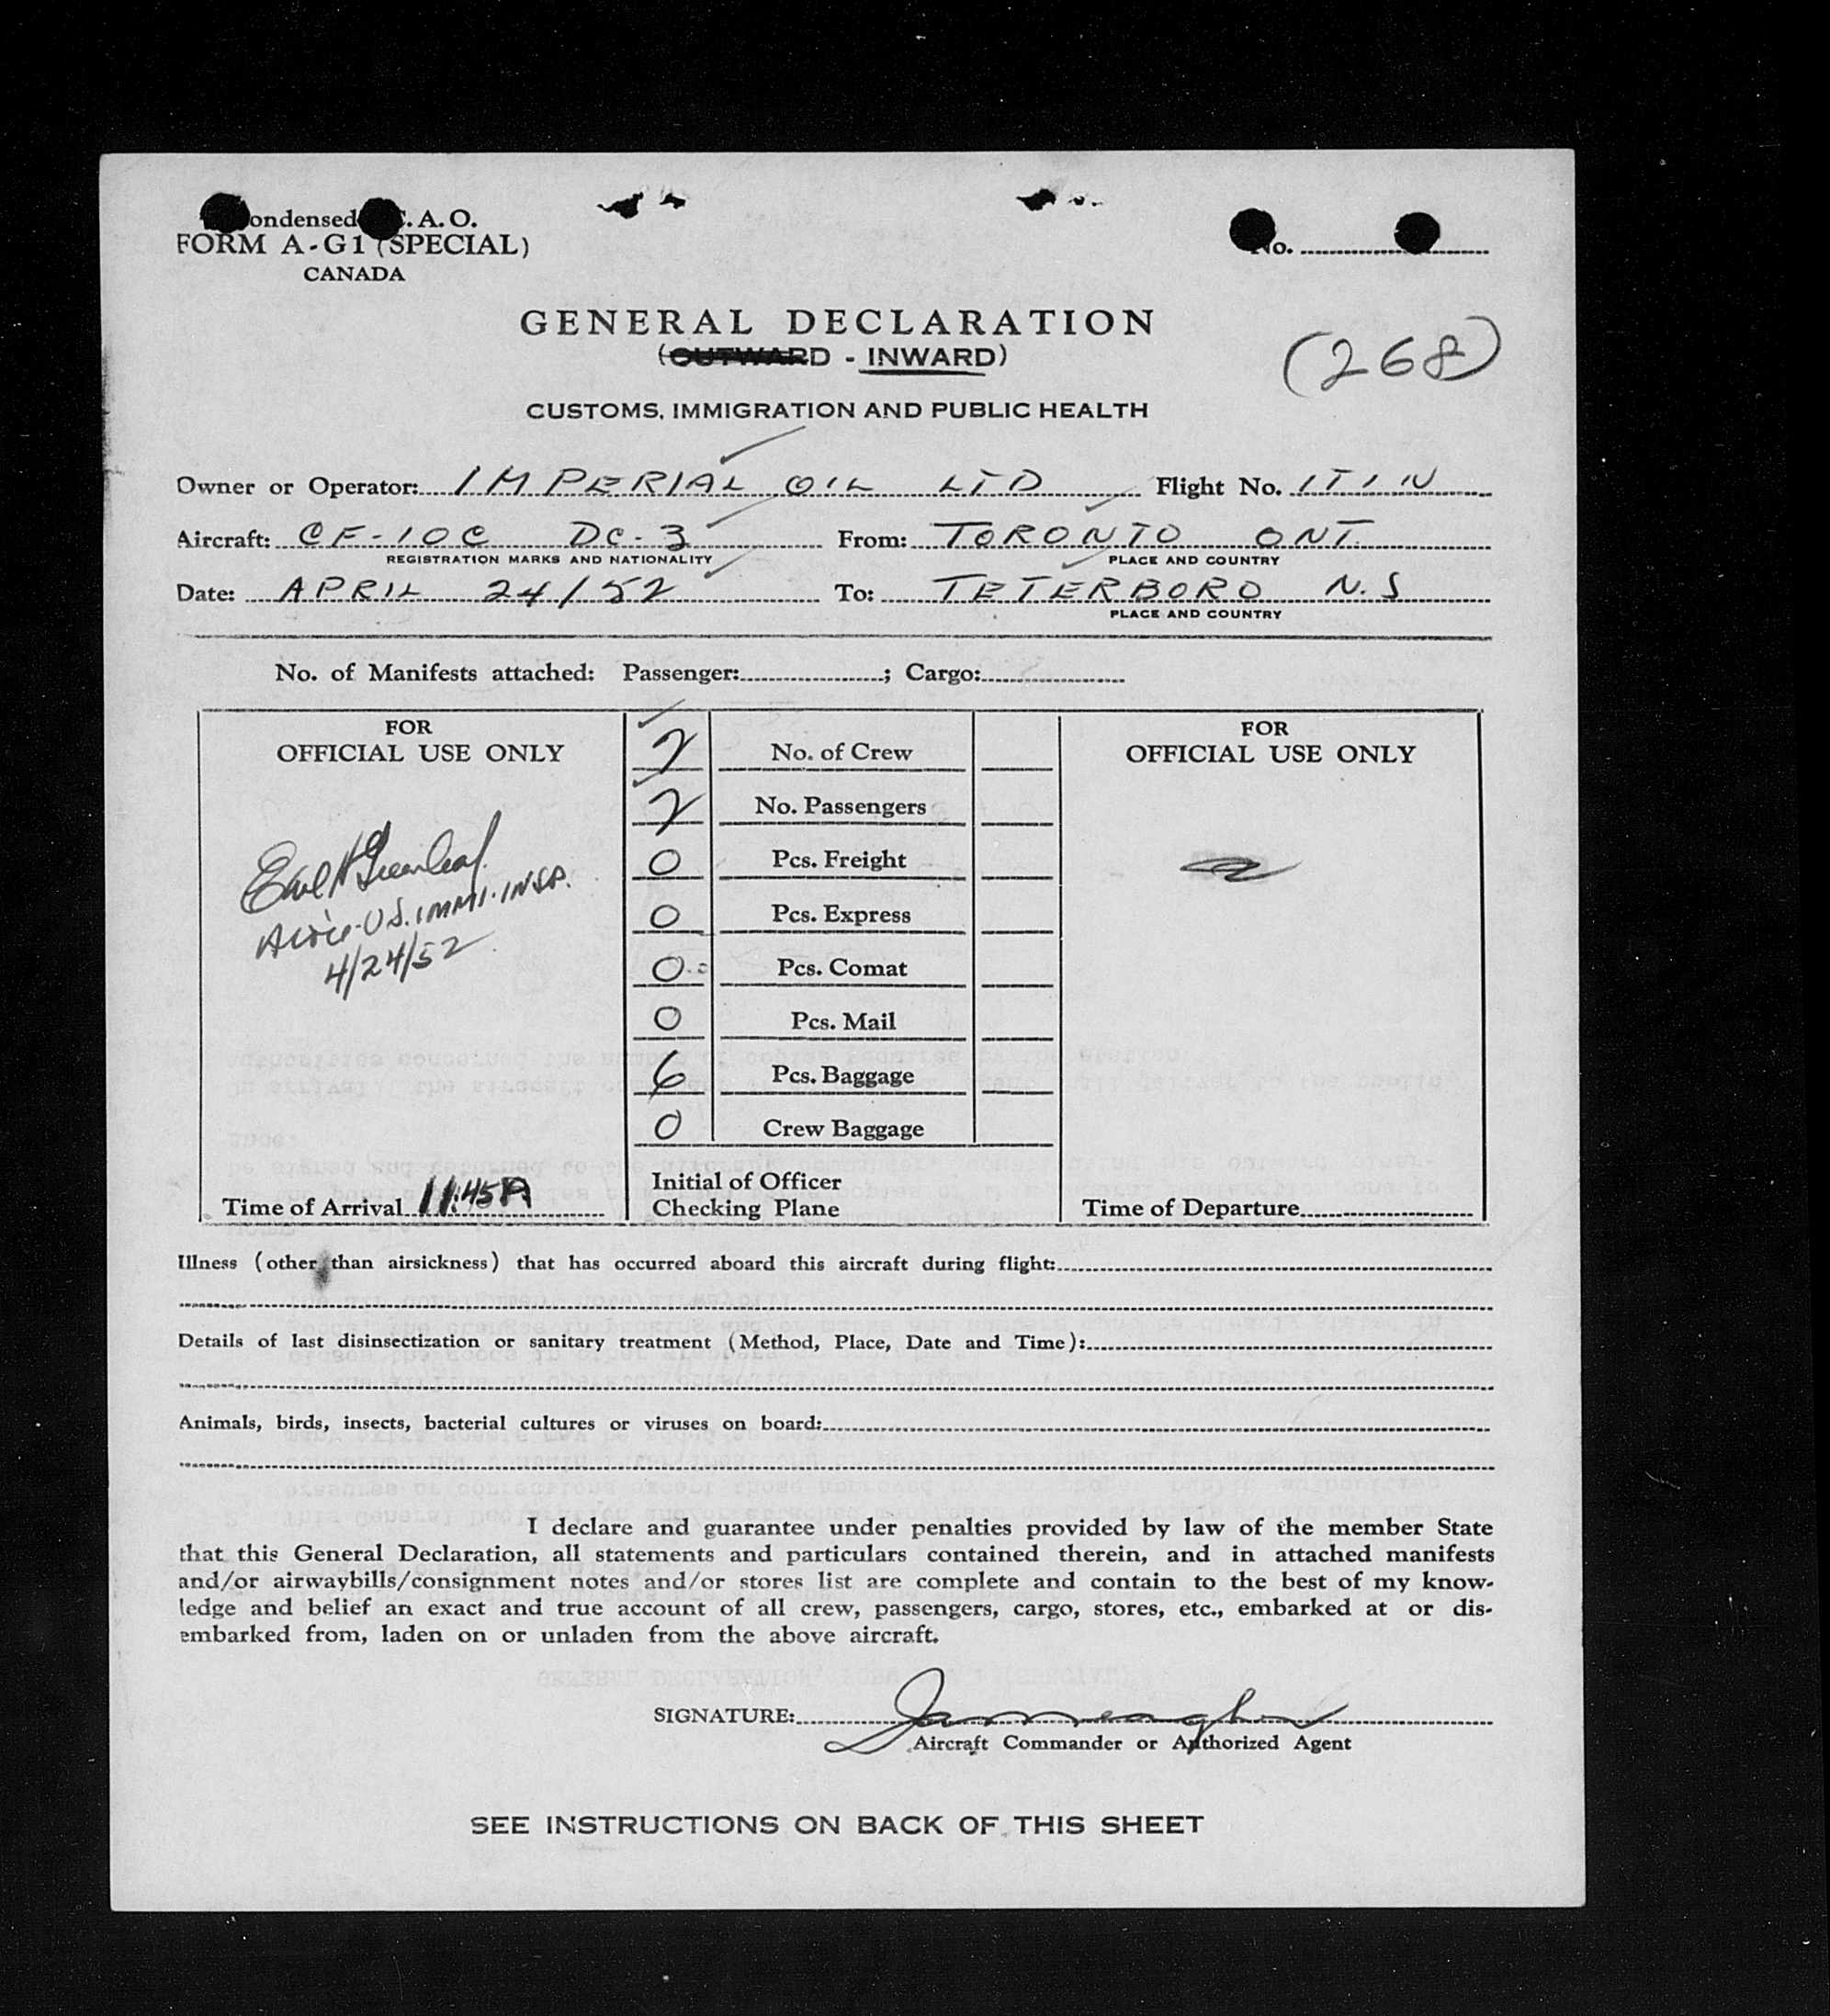 ondensed .A.O.
FORM A-G1 (SPECIAL)
CANADA
No.
GENERAL DECLARATION
(OUTWARD - INWARD)
(268)
CUSTOMS, IMMIGRATION AND PUBLIC HEALTH
Owner or Operator: IMPERIAL OIL LTD Flight No. 1T1N
Aircraft: CF-10C DC-3 From: TORONTO ONT.
REGISTRATION MARKS AND NATIONALITY PLACE AND COUNTRY
Date: APRIL 24/52 To: TETERBORO N.S
PLACE AND COUNTRY
No. of Manifests attached: Passenger: ; Cargo:
FOR
OFFICIAL USE ONLY
Earl H Greenleaf
U.S. IMMI. INSP.
4/24/52
Time of Arrival 11:45A
2 No. of Crew
2 No. Passengers
0 Pcs. Freight
0 Pcs. Express
0 Pcs. Comat
0 Pcs. Mail
6 Pcs. Baggage
0 Crew Baggage
Initial of Officer
Checking Plane
FOR
OFFICIAL USE ONLY
Time of Departure
Illness (other than airsickness) that has occurred aboard this aircraft during flight:
Details of last disinsectization or sanitary treatment (Method, Place, Date and Time):
Animals, birds, insects, bacterial cultures or viruses on board:
I declare and guarantee under penalties provided by law of the member State
that this General Declaration, all statements and particulars contained therein, and in attached manifests
and/or airwaybills/consignment notes and/or stores list are complete and contain to the best of my know-
ledge and belief an exact and true account of all crew, passengers, cargo, stores, etc., embarked at or dis-
embarked from, laden on or unladen from the above aircraft.
SIGNATURE:
Aircraft Commander or Authorized Agent
SEE INSTRUCTIONS ON BACK OF THIS SHEET